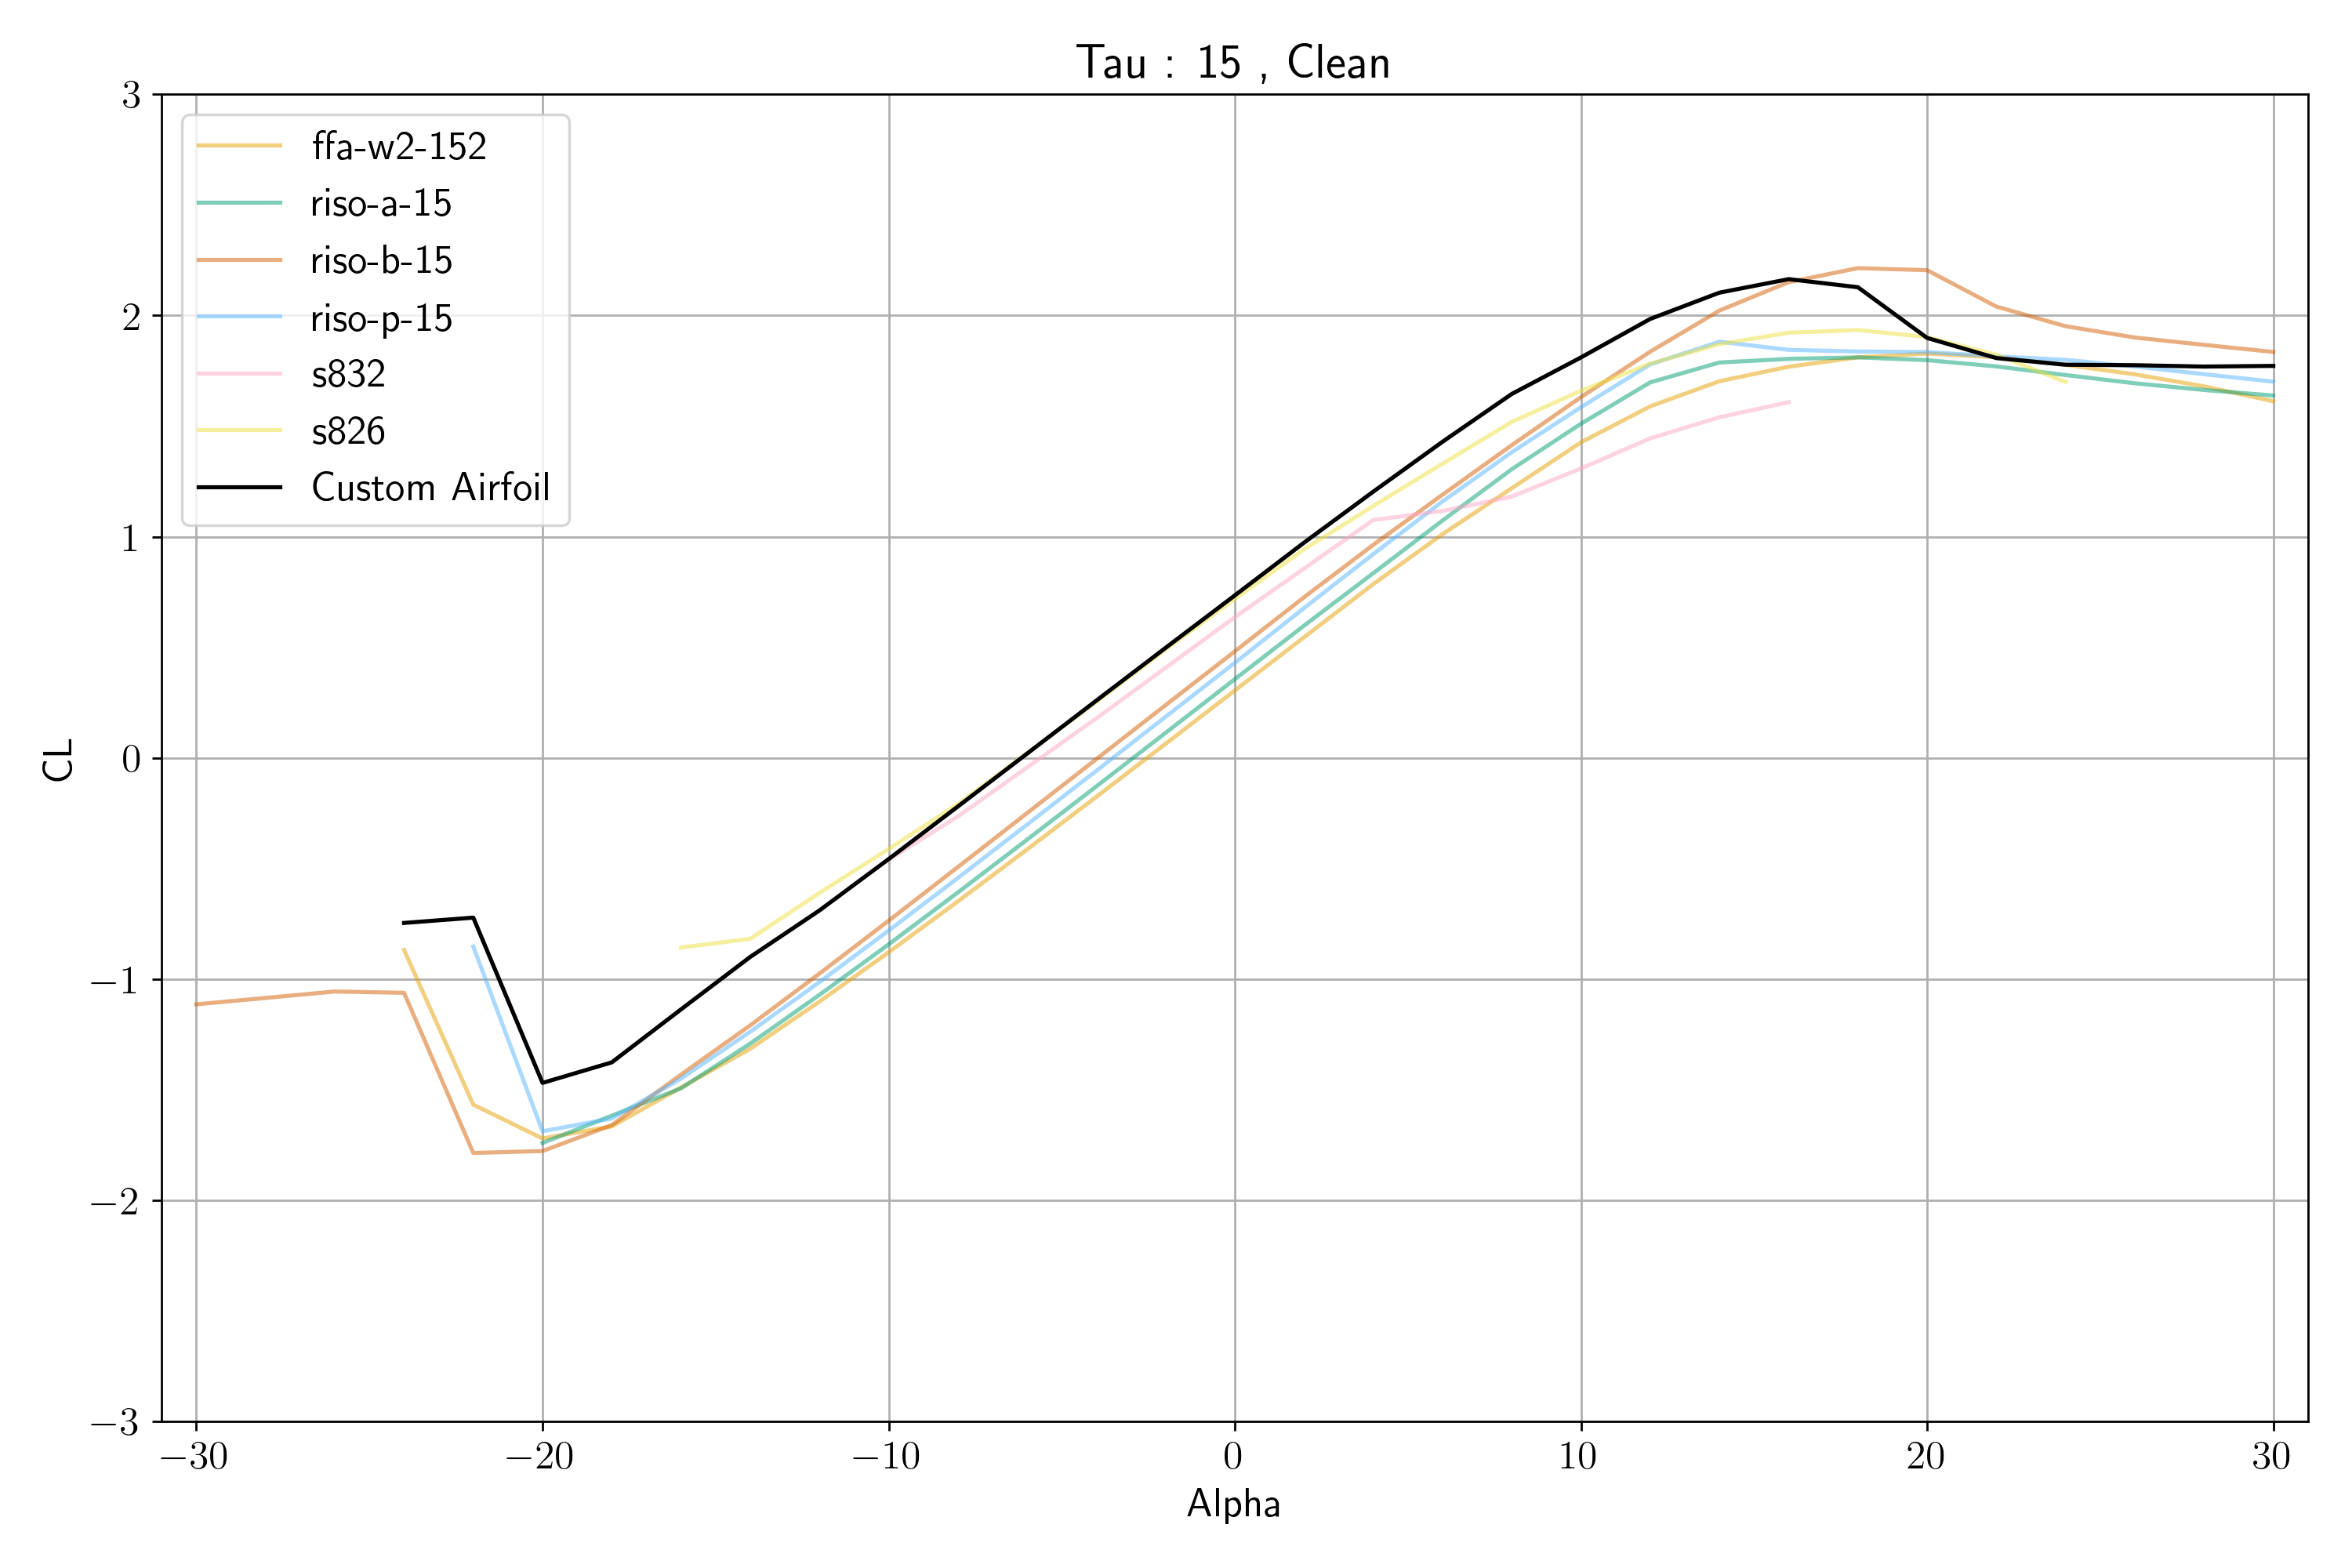 Tau : 15 , Clean
3
2
1
0
−1
−2
−3
CL
ffa-w2-152
riso-a-15
riso-b-15
riso-p-15
s832
s826
Custom Airfoil
−30 −20 −10 0 10 20 30
Alpha